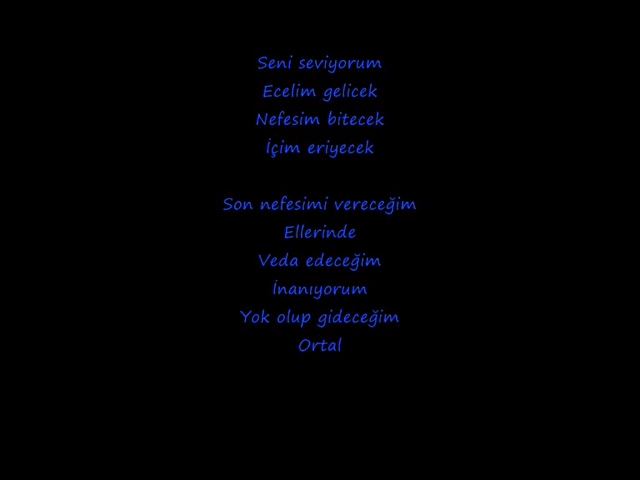 Seni seviyorum
Ecelim gelicek
Nefesim bitecek
İçim eriyecek
Son nefesimi vereceğim
Ellerinde
Veda edeceğim
İnanıyorum
Yok olup gideceğim
Ortal